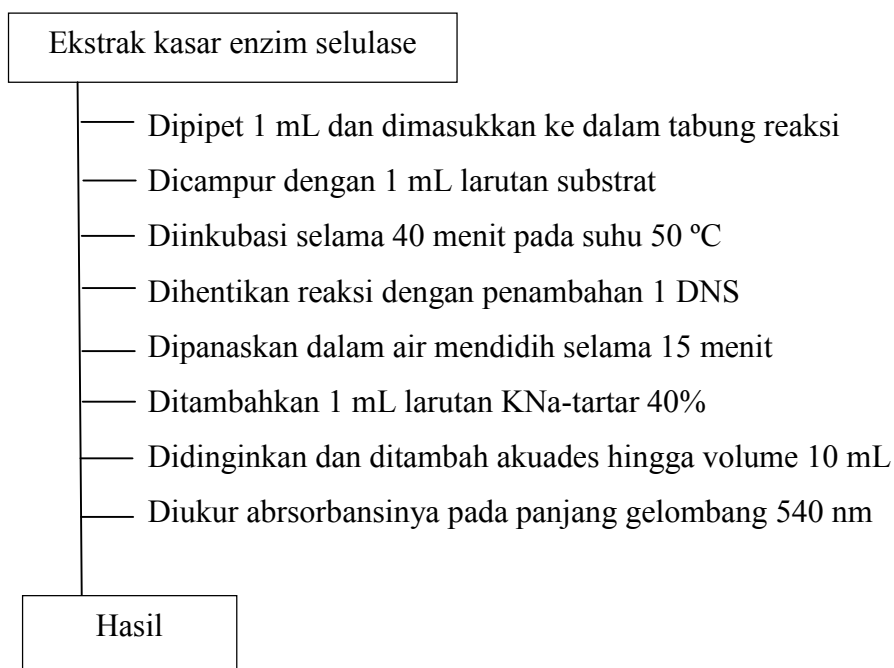 Ekstrak kasar enzim selulase
Dipipet 1 mL dan dimasukkan ke dalam tabung reaksi
Dicampur dengan 1 mL larutan substrat
Diinkubasi selama 40 menit pada suhu 50 ºC
Dihentikan reaksi dengan penambahan 1 DNS
Dipanaskan dalam air mendidih selama 15 menit
Ditambahkan 1 mL larutan KNa-tartar 40%
Didinginkan dan ditambah akuades hingga volume 10 mL
Diukur abrsorbansinya pada panjang gelombang 540 nm
Hasil